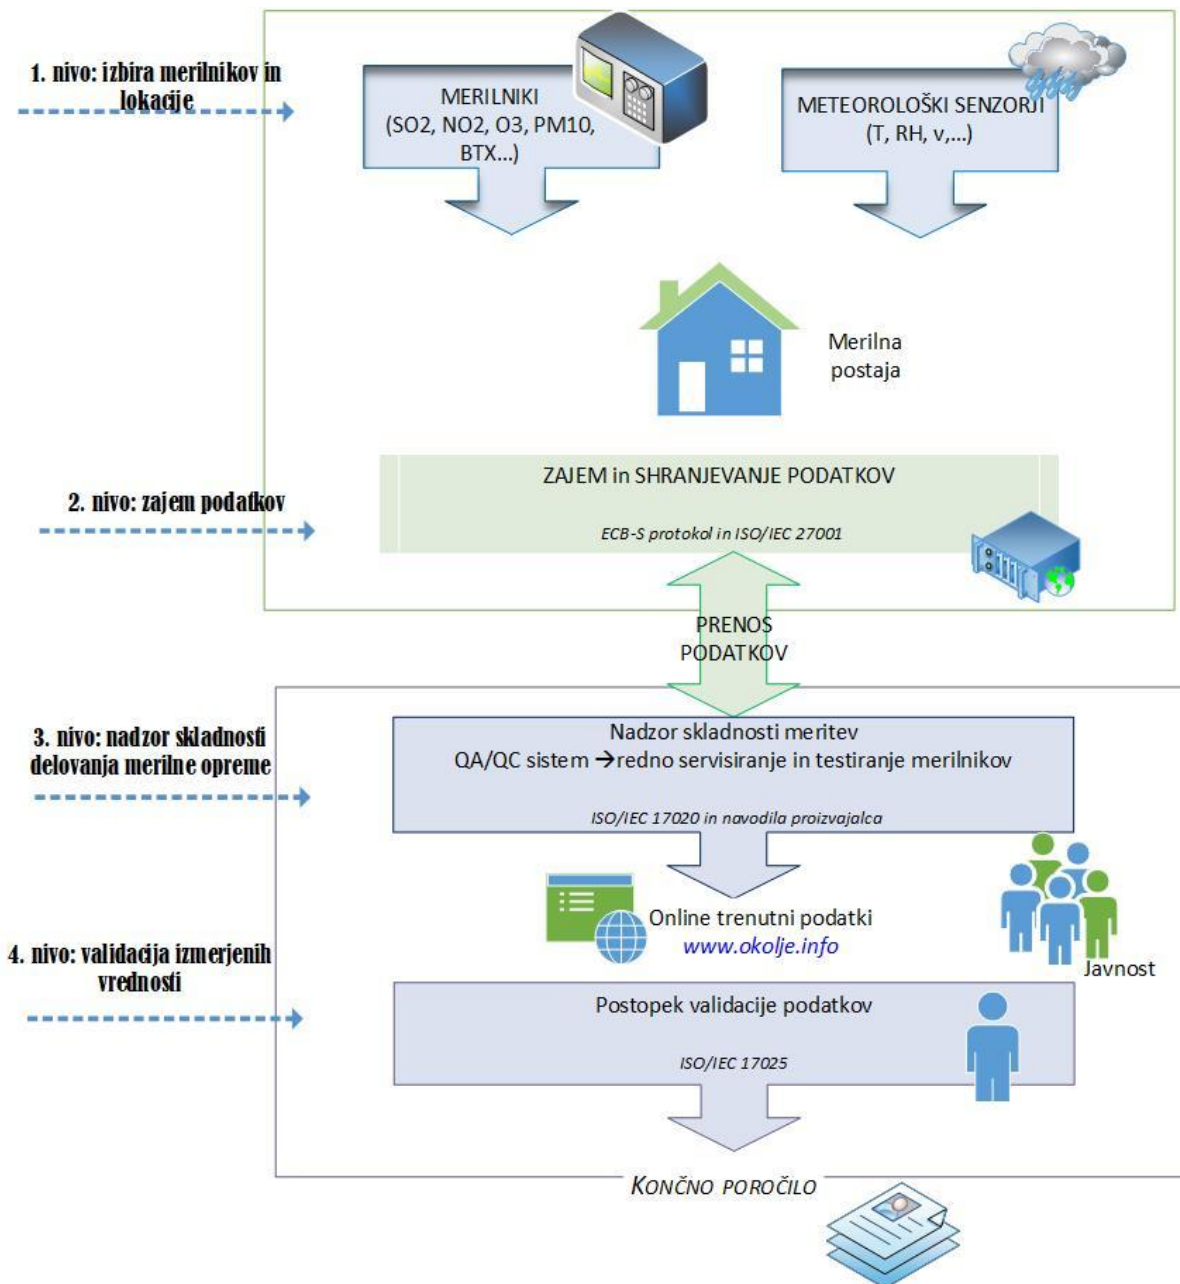 1. nivo: izbira merilnikov in
lokacije
MERILNIKI
(SO2, NO2, O3, PM10,
BTX...)
METEOROLOŠKI SENZORJI
(T, RH, v,...)
Merilna
postaja
2. nivo: zajem podatkov
ZAJEM in SHRANJEVANJE PODATKOV
ECB-S protokol in ISO/IEC 27001
PRENOS
PODATKOV
3. nivo: nadzor skladnosti
delovanja merilne opreme
Nadzor skladnosti meritev
QA/QC sistem →redno servisiranje in testiranje merilnikov
ISO/IEC 17020 in navodila proizvajalca
Online trenutni podatki
www.okolje.info
Javnost
4. nivo: validacija izmerjenih
vrednosti
Postopek validacije podatkov
ISO/IEC 17025
KONČNO POROČILO